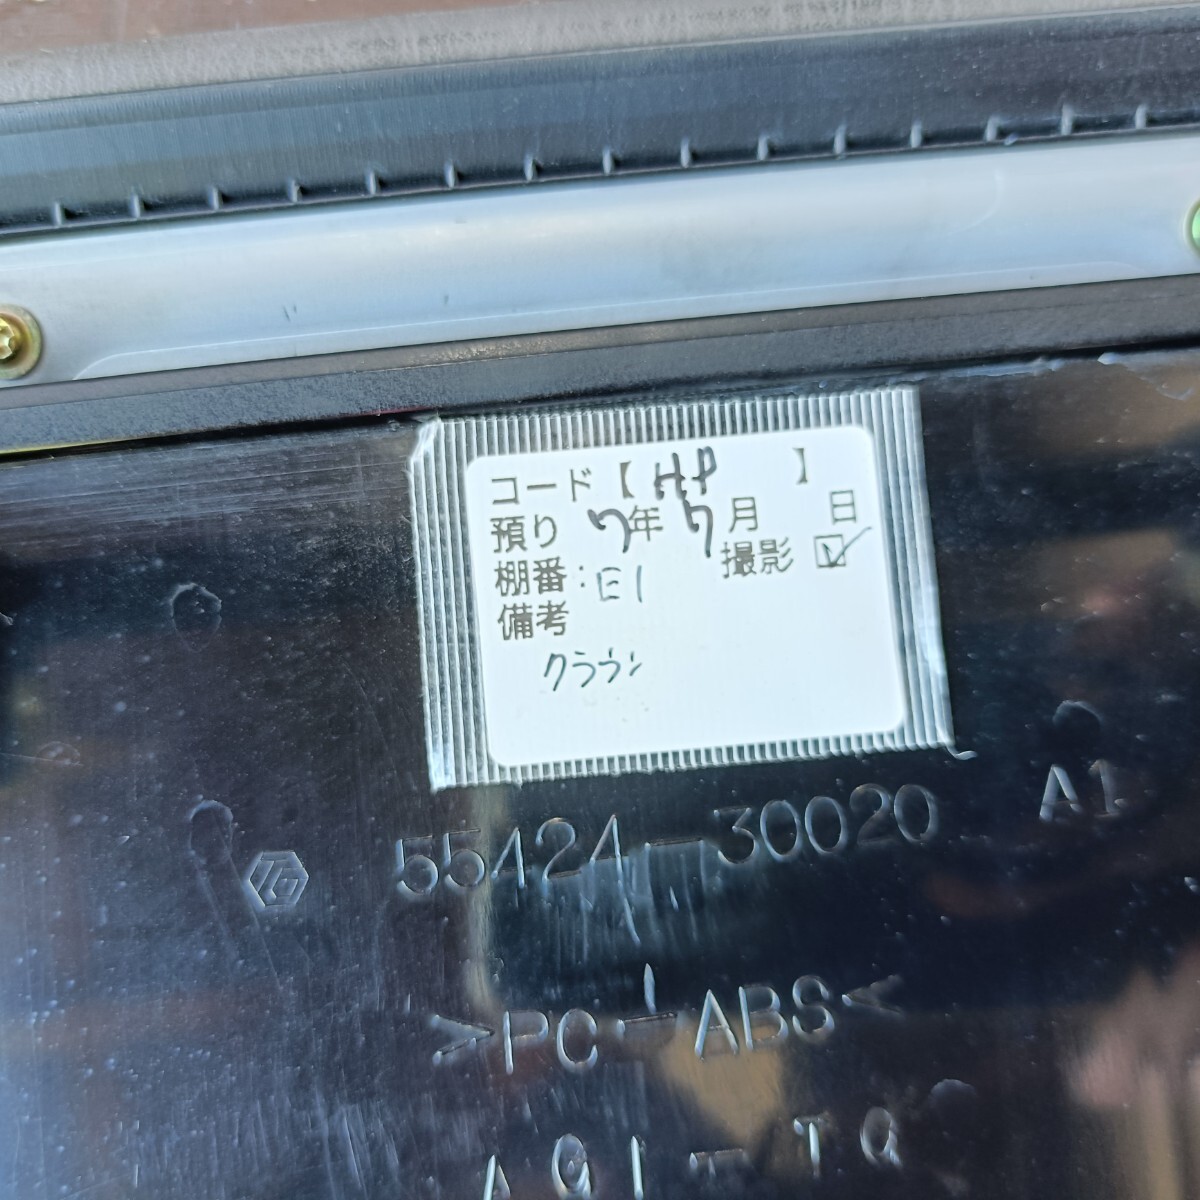 コード【HP 】
預り 7年 7月 日
撮影 ☑
棚番:E1
備考
クラウン
55424-30020 A1
TG
>PC-ABS<